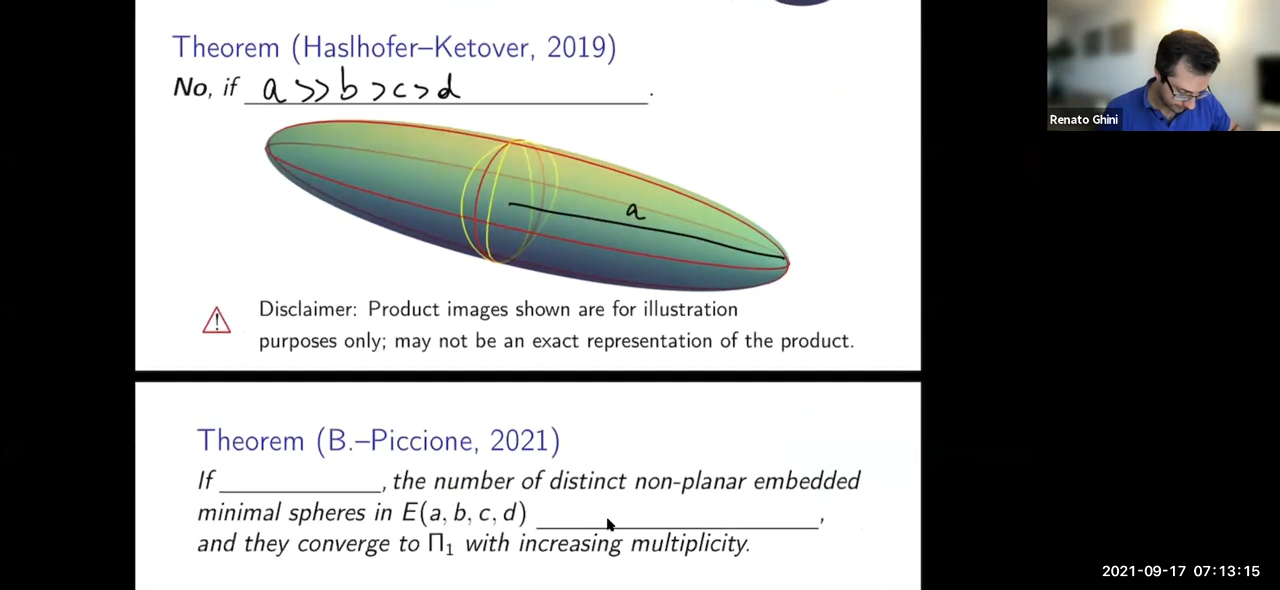 Theorem (Haslhofer–Ketover, 2019)
No, if a >> b > c > d .
a
Disclaimer: Product images shown are for illustration
purposes only; may not be an exact representation of the product.
Theorem (B.–Piccione, 2021)
If ____________, the number of distinct non-planar embedded
minimal spheres in E(a, b, c, d) ____________________,
and they converge to Π₁ with increasing multiplicity.
Renato Ghini
2021-09-17 07:13:15